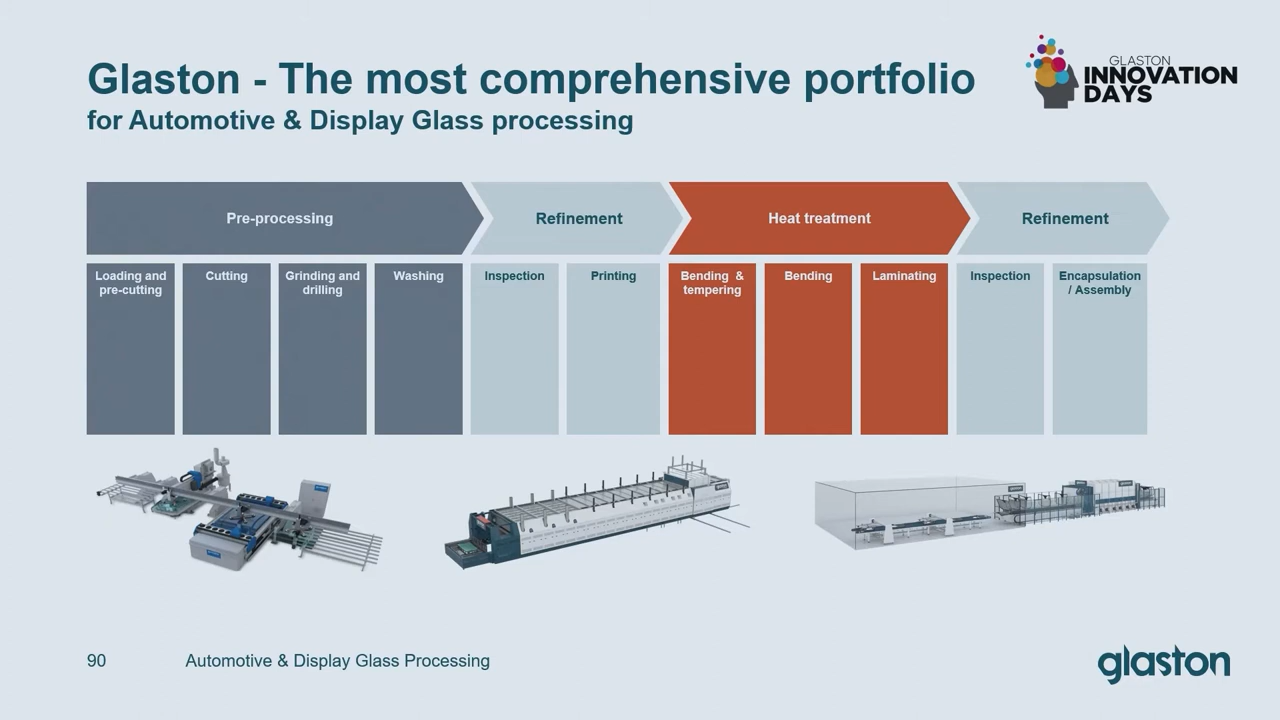 Glaston - The most comprehensive portfolio
for Automotive & Display Glass processing
GLASTON
INNOVATION
DAYS
Pre-processing
Refinement
Heat treatment
Refinement
Loading and
pre-cutting
Cutting
Grinding and
drilling
Washing
Inspection
Printing
Bending &
tempering
Bending
Laminating
Inspection
Encapsulation
/ Assembly
90
Automotive & Display Glass Processing
glaston